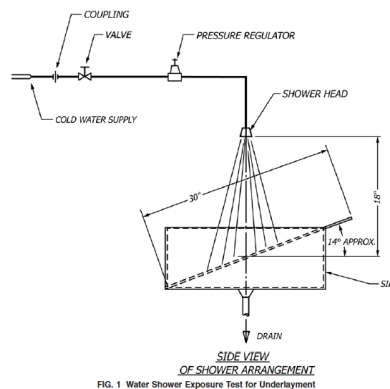 COUPLING
VALVE
PRESSURE REGULATOR
SHOWER HEAD
COLD WATER SUPPLY
30"
18"
14° APPROX.
DRAIN
SIDE VIEW
OF SHOWER ARRANGEMENT
FIG. 1 Water Shower Exposure Test for Underlayment